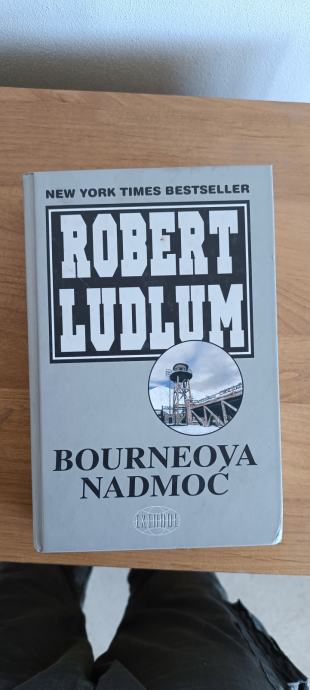 NEW YORK TIMES BESTSELLER
ROBERT
LUDLUM
BOURNEOVA
NADMOĆ